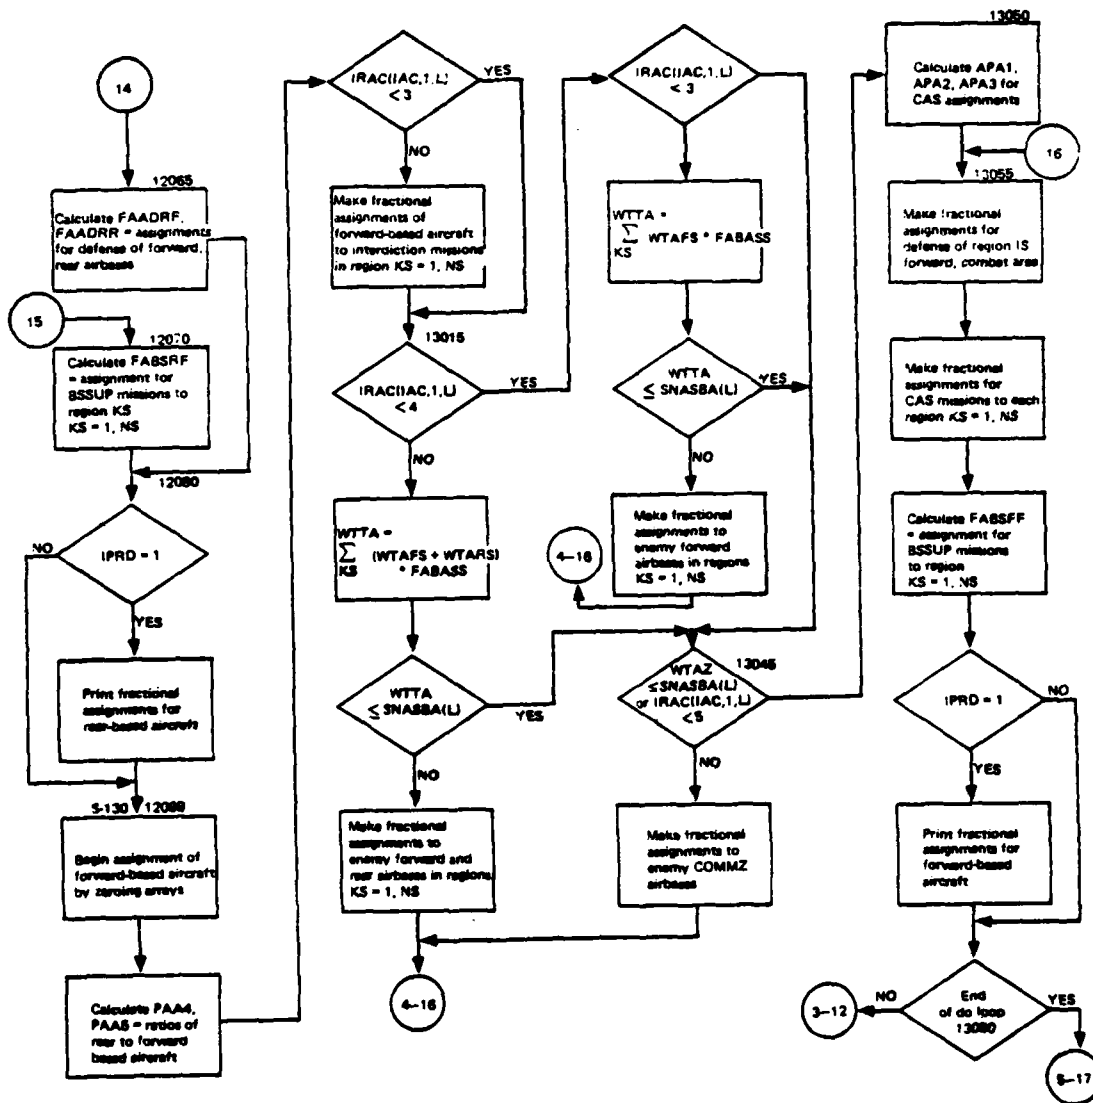 14
12065
Calculate FAADRF,
FAADRR = assignments
for defense of forward,
rear airbases
15
12070
Calculate FABSRF
= assignment for
BSSUP missions to
region KS
KS = 1, NS
12080
NO
IPRD = 1
YES
Print fractional
assignments for
rear-based aircraft
S-130
Begin assignment of
forward-based aircraft
by zeroing arrays
Calculate PAA4,
PAA5 = ratios of
rear to forward
based aircraft
IRAC(IAC,1,L)
< 3
YES
NO
Make fractional
assignments of
forward-based aircraft
to interdiction missions
in region KS = 1, NS
13015
IRAC(IAC,1,L)
< 4
YES
NO
WTTA =
∑ (WTAFS + WTARS)
KS * FABASS
WTTA
≤ SNASBA(L)
YES
NO
Make fractional
assignments to
enemy forward and
rear airbases in regions
KS = 1, NS
4-16
IRAC(IAC,1,L)
< 3
WTTA =
∑ WTAFS * FABASS
KS
WTTA
≤ SNASBA(L)
YES
NO
Make fractional
assignments to
enemy forward
airbases in regions
KS = 1, NS
4-16
13045
WTAZ
≤ SNASBA(L)
or IRAC(IAC,1,L)
< 5
NO
Make fractional
assignments to
enemy COMMZ
airbases
13050
Calculate APA1,
APA2, APA3 for
CAS assignments
16
13055
Make fractional
assignments for
defense of region IS
forward, combat area
Make fractional
assignments for
CAS missions to each
region KS = 1, NS
Calculate FABSFF
= assignment for
BSSUP missions
to region
KS = 1, NS
IPRD = 1
NO
YES
Print fractional
assignments for
forward-based
aircraft
End
of do loop
13080
NO
YES
3-12
5-17